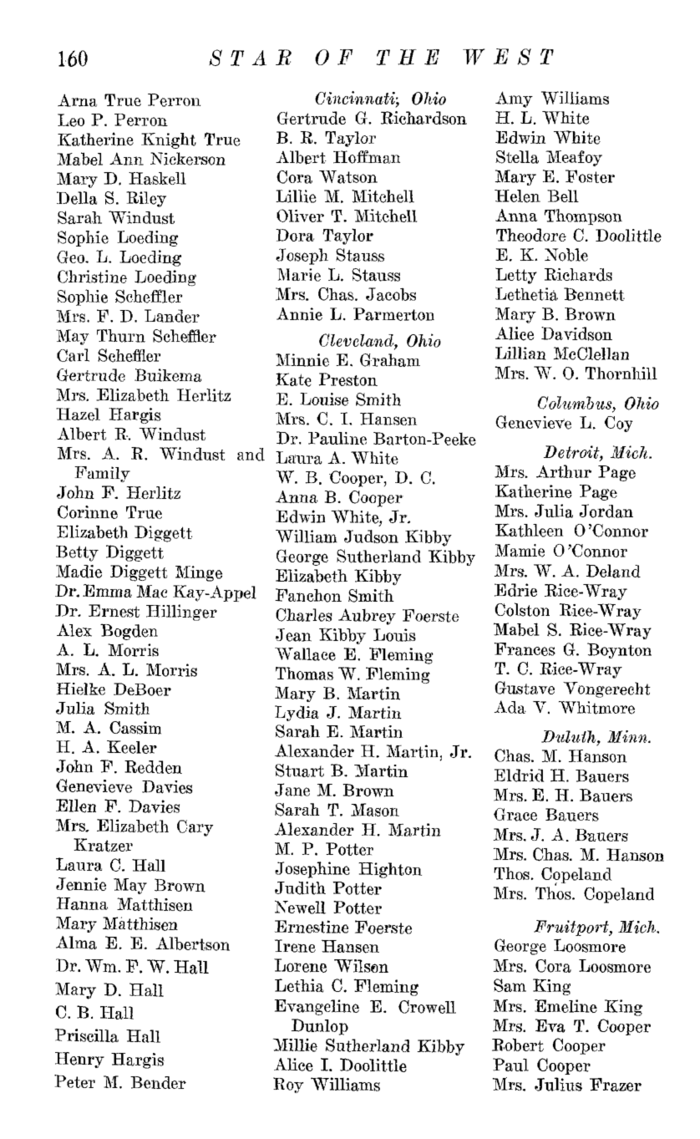 160
STAR OF THE WEST
Arna True Perron
Leo P. Perron
Katherine Knight True
Mabel Ann Nickerson
Mary D. Haskell
Della S. Riley
Sarah Windust
Sophie Loeding
Geo. L. Loeding
Christine Loeding
Sophie Scheffler
Mrs. F. D. Lander
May Thurn Scheffler
Carl Scheffler
Gertrude Buikema
Mrs. Elizabeth Herlitz
Hazel Hargis
Albert R. Windust
Mrs. A. R. Windust and
Family
John F. Herlitz
Corinne True
Elizabeth Diggett
Betty Diggett
Madie Diggett Minge
Dr. Emma Mac Kay-Appel
Dr. Ernest Hillinger
Alex Bogden
A. L. Morris
Mrs. A. L. Morris
Hielke DeBoer
Julia Smith
M. A. Cassim
H. A. Keeler
John F. Redden
Genevieve Davies
Ellen F. Davies
Mrs. Elizabeth Cary
Kratzer
Laura C. Hall
Jennie May Brown
Hanna Matthisen
Mary Matthisen
Alma E. E. Albertson
Dr. Wm. F. W. Hall
Mary D. Hall
C. B. Hall
Priscilla Hall
Henry Hargis
Peter M. Bender
Cincinnati, Ohio
Gertrude G. Richardson
B. R. Taylor
Albert Hoffman
Cora Watson
Lillie M. Mitchell
Oliver T. Mitchell
Dora Taylor
Joseph Stauss
Marie L. Stauss
Mrs. Chas. Jacobs
Annie L. Parmerton
Cleveland, Ohio
Minnie E. Graham
Kate Preston
E. Louise Smith
Mrs. C. I. Hansen
Dr. Pauline Barton-Peeke
Laura A. White
W. B. Cooper, D. C.
Anna B. Cooper
Edwin White, Jr.
William Judson Kibby
George Sutherland Kibby
Elizabeth Kibby
Fanchon Smith
Charles Aubrey Foerste
Jean Kibby Louis
Wallace E. Fleming
Thomas W. Fleming
Mary B. Martin
Lydia J. Martin
Sarah E. Martin
Alexander H. Martin, Jr.
Stuart B. Martin
Jane M. Brown
Sarah T. Mason
Alexander H. Martin
M. P. Potter
Josephine Highton
Judith Potter
Newell Potter
Ernestine Foerste
Irene Hansen
Lorene Wilson
Lethia C. Fleming
Evangeline E. Crowell
Dunlop
Millie Sutherland Kibby
Alice I. Doolittle
Roy Williams
Amy Williams
H. L. White
Edwin White
Stella Meafoy
Mary E. Foster
Helen Bell
Anna Thompson
Theodore C. Doolittle
E. K. Noble
Letty Richards
Lethetia Bennett
Mary B. Brown
Alice Davidson
Lillian McClellan
Mrs. W. O. Thornhill
Columbus, Ohio
Genevieve L. Coy
Detroit, Mich.
Mrs. Arthur Page
Katherine Page
Mrs. Julia Jordan
Kathleen O'Connor
Mamie O'Connor
Mrs. W. A. Deland
Edrie Rice-Wray
Colston Rice-Wray
Mabel S. Rice-Wray
Frances G. Boynton
T. C. Rice-Wray
Gustave Vongerecht
Ada V. Whitmore
Duluth, Minn.
Chas. M. Hanson
Eldrid H. Bauers
Mrs. E. H. Bauers
Grace Bauers
Mrs. J. A. Bauers
Mrs. Chas. M. Hanson
Thos. Copeland
Mrs. Thos. Copeland
Fruitport, Mich.
George Loosmore
Mrs. Cora Loosmore
Sam King
Mrs. Emeline King
Mrs. Eva T. Cooper
Robert Cooper
Paul Cooper
Mrs. Julius Frazer